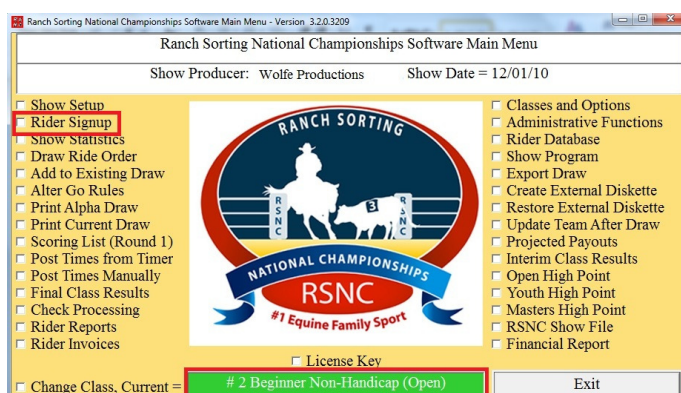 Ranch Sorting National Championships Software Main Menu - Version 3.2.0.3209
Ranch Sorting National Championships Software Main Menu
Show Producer: Wolfe Productions Show Date = 12/01/10
Show Setup
Rider Signup
Show Statistics
Draw Ride Order
Add to Existing Draw
Alter Go Rules
Print Alpha Draw
Print Current Draw
Scoring List (Round 1)
Post Times from Timer
Post Times Manually
Final Class Results
Check Processing
Rider Reports
Rider Invoices
Change Class, Current =
RANCH SORTING
RSNC
3
RSNC
NATIONAL CHAMPIONSHIPS
RSNC
#1 Equine Family Sport
License Key
# 2 Beginner Non-Handicap (Open)
Classes and Options
Administrative Functions
Rider Database
Show Program
Export Draw
Create External Diskette
Restore External Diskette
Update Team After Draw
Projected Payouts
Interim Class Results
Open High Point
Youth High Point
Masters High Point
RSNC Show File
Financial Report
Exit